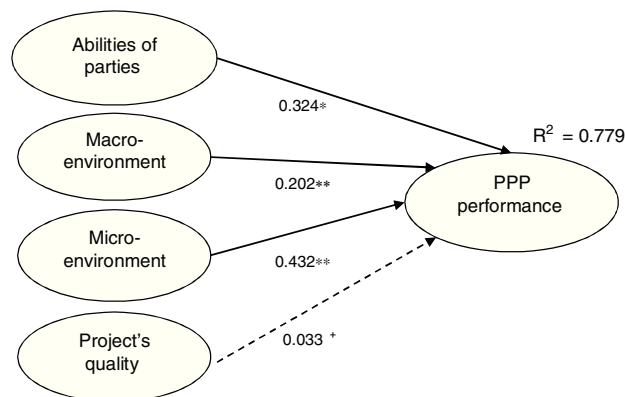 Abilities of
parties
0.324*
Macro-
environment
0.202**
R² = 0.779
PPP
performance
Micro-
environment
0.432**
Project's
quality
0.033 +